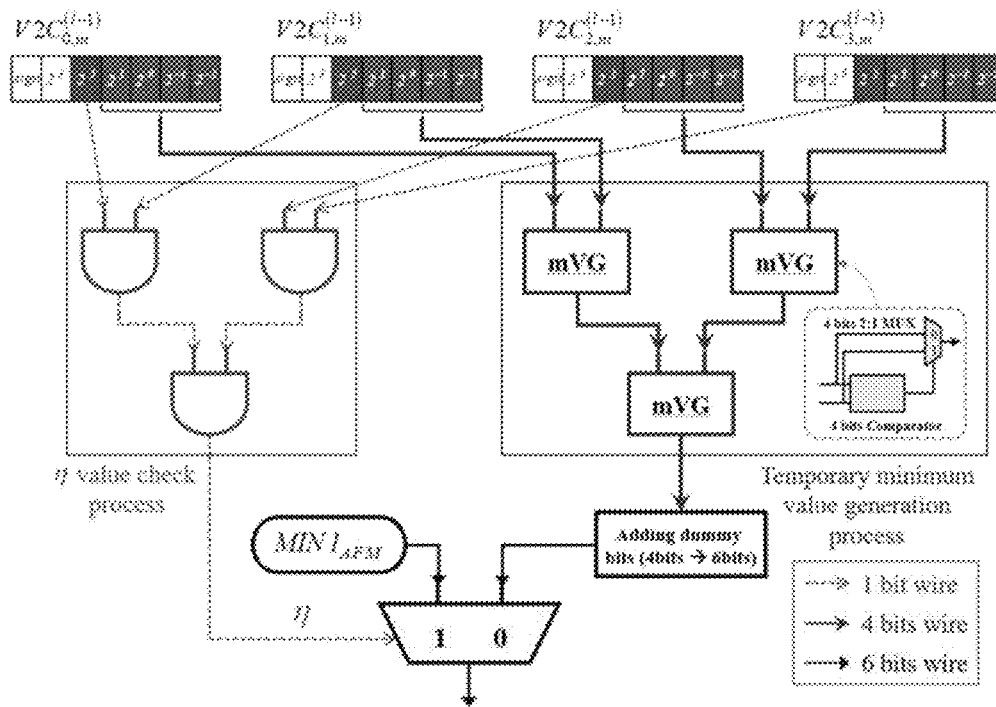 V2C_{0,m}^{(l-1)} V2C_{1,m}^{(l-1)} V2C_{2,m}^{(l-1)} V2C_{3,m}^{(l-1)}
mVG mVG
4 bits 2:1 MUX
mVG
4 bits Comparator
η value check
process
Temporary minimum
value generation
process
MIN1_{AFM}
Adding dummy
bits (4bits → 6bits)
η
1 0
1 bit wire
4 bits wire
6 bits wire